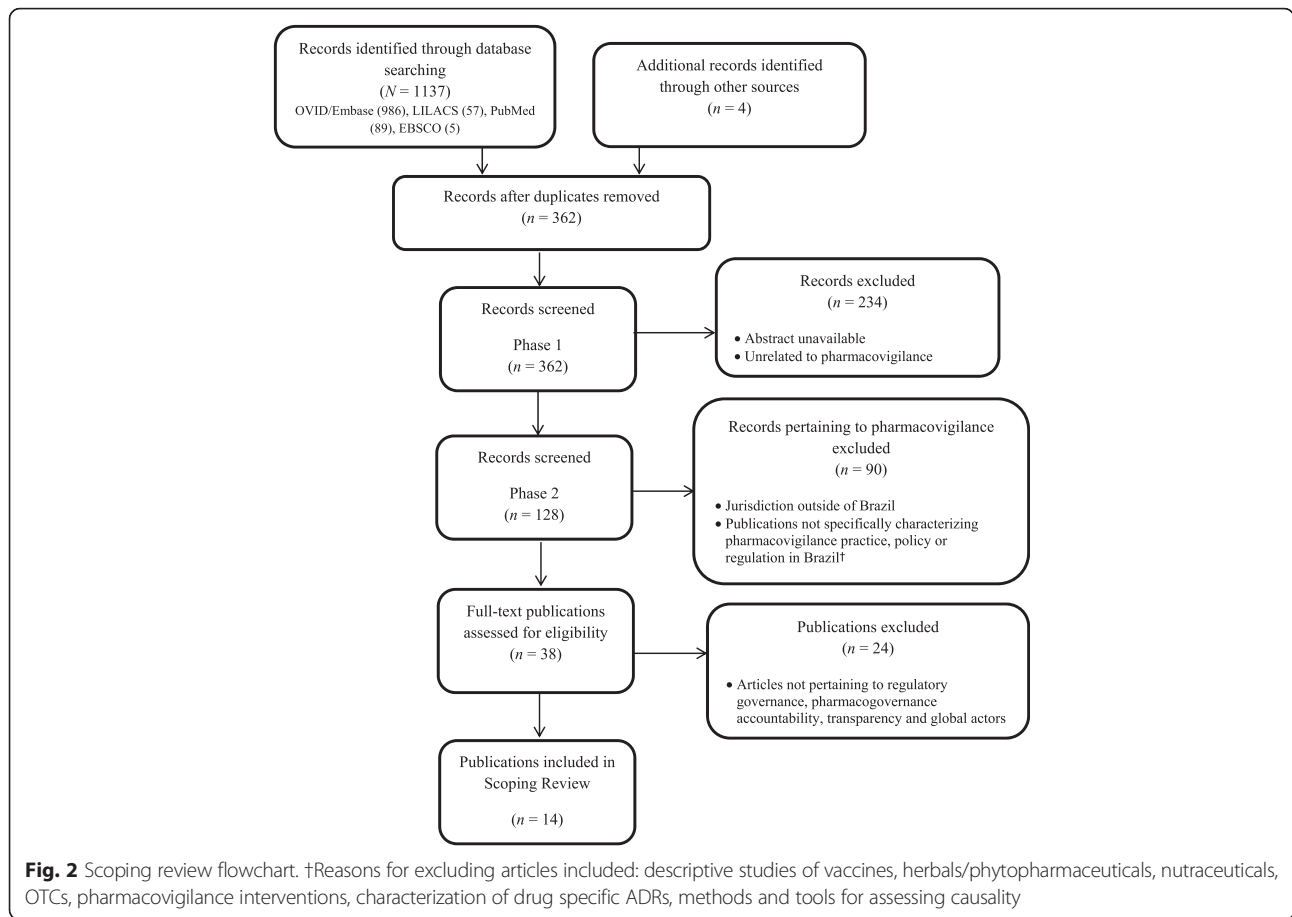 Records identified through database
searching
(N = 1137)
OVID/Embase (986), LILACS (57), PubMed
(89), EBSCO (5)
Additional records identified
through other sources
(n = 4)
Records after duplicates removed
(n = 362)
Records screened
Phase 1
(n = 362)
Records excluded
(n = 234)
• Abstract unavailable
• Unrelated to pharmacovigilance
Records screened
Phase 2
(n = 128)
Records pertaining to pharmacovigilance
excluded
(n = 90)
• Jurisdiction outside of Brazil
• Publications not specifically characterizing
pharmacovigilance practice, policy or
regulation in Brazil†
Full-text publications
assessed for eligibility
(n = 38)
Publications excluded
(n = 24)
• Articles not pertaining to regulatory
governance, pharmacogovernance
accountability, transparency and global actors
Publications included in
Scoping Review
(n = 14)
Fig. 2 Scoping review flowchart. †Reasons for excluding articles included: descriptive studies of vaccines, herbals/phytopharmaceuticals, nutraceuticals,
OTCs, pharmacovigilance interventions, characterization of drug specific ADRs, methods and tools for assessing causality